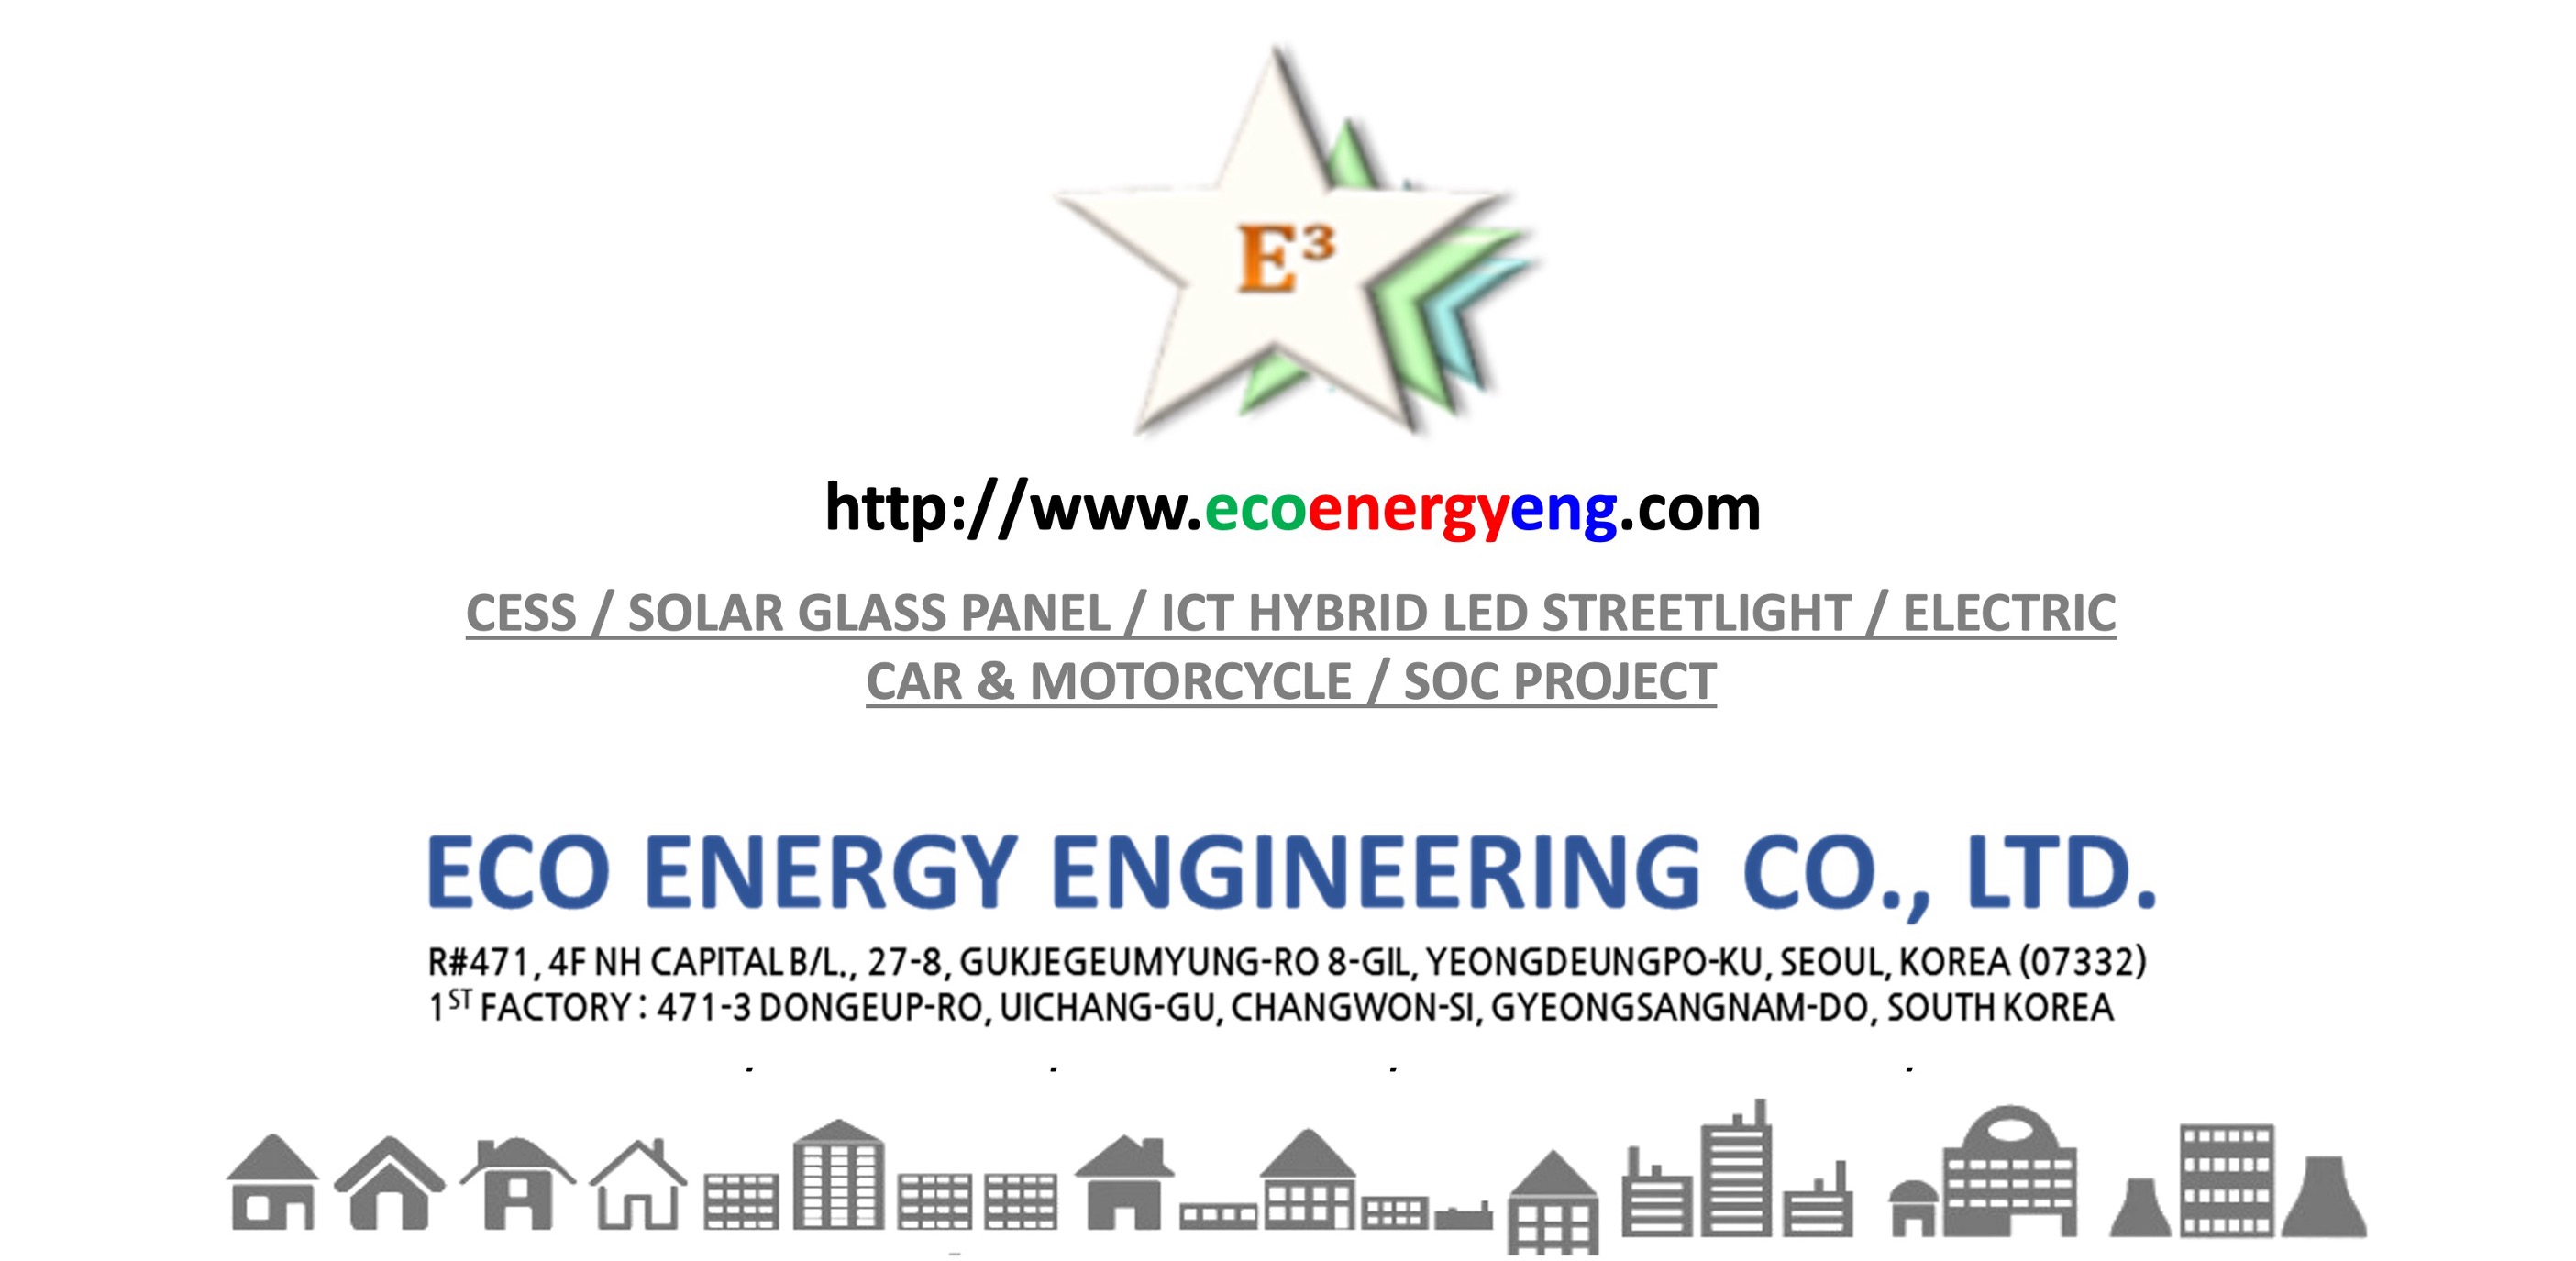 E³
http://www.ecoenergyeng.com
CESS / SOLAR GLASS PANEL / ICT HYBRID LED STREETLIGHT / ELECTRIC
CAR & MOTORCYCLE / SOC PROJECT
ECO ENERGY ENGINEERING CO., LTD.
R#471, 4F NH CAPITAL B/L., 27-8, GUKJEGEUMYUNG-RO 8-GIL, YEONGDEUNGPO-KU, SEOUL, KOREA (07332)
1ST FACTORY : 471-3 DONGEUP-RO, UICHANG-GU, CHANGWON-SI, GYEONGSANGNAM-DO, SOUTH KOREA